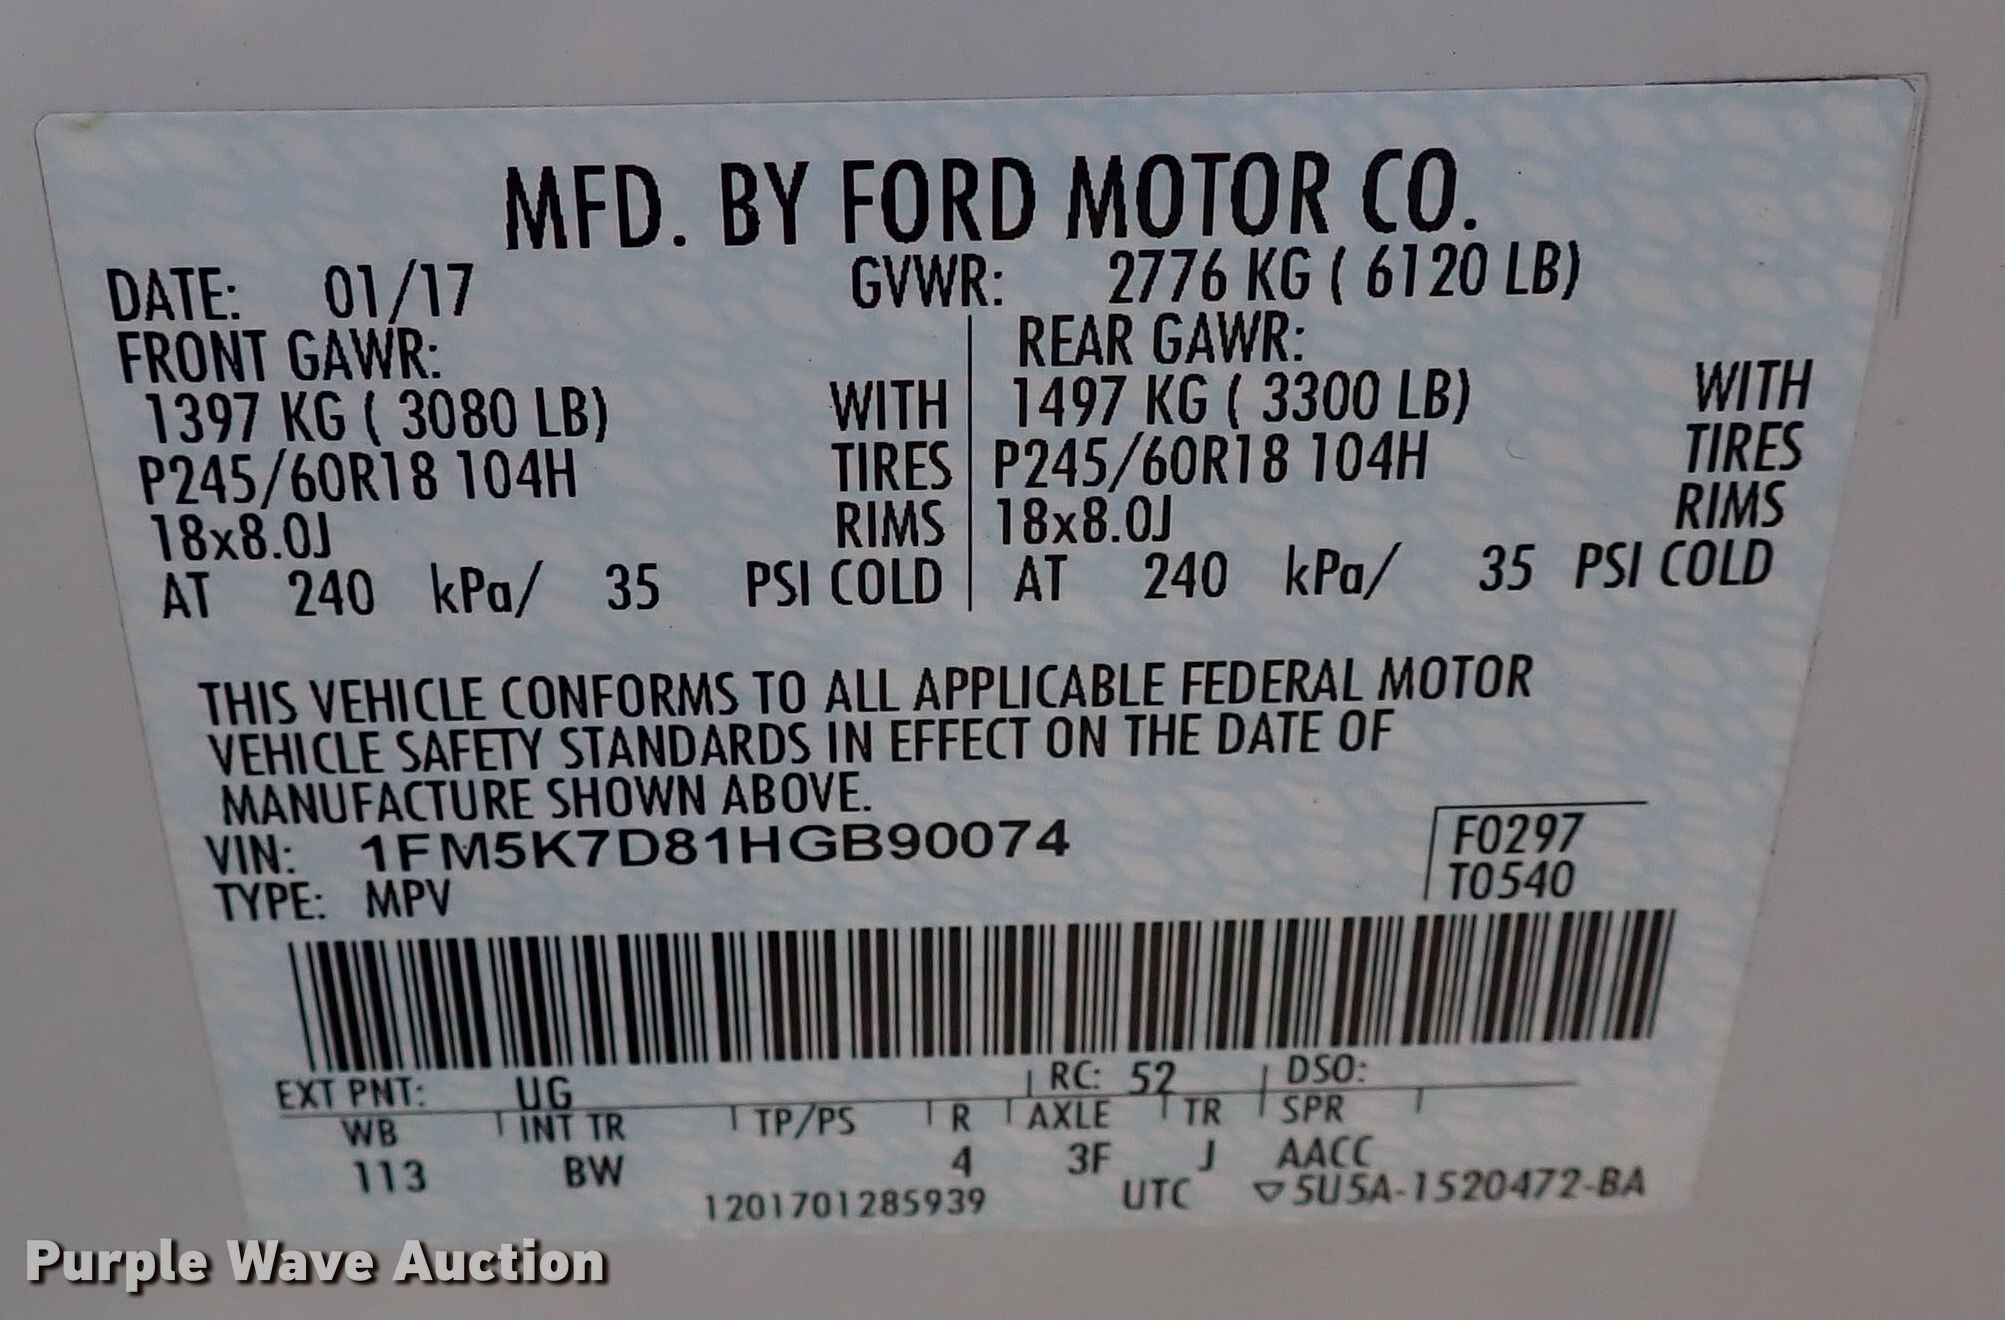 MFD. BY FORD MOTOR CO.
DATE: 01/17 GVWR: 2776 KG ( 6120 LB)
FRONT GAWR: REAR GAWR:
1397 KG ( 3080 LB) WITH 1497 KG ( 3300 LB) WITH
P245/60R18 104H TIRES P245/60R18 104H TIRES
18x8.0J RIMS 18x8.0J RIMS
AT 240 kPa/ 35 PSI COLD AT 240 kPa/ 35 PSI COLD
THIS VEHICLE CONFORMS TO ALL APPLICABLE FEDERAL MOTOR
VEHICLE SAFETY STANDARDS IN EFFECT ON THE DATE OF
MANUFACTURE SHOWN ABOVE.
VIN: 1FM5K7D81HGB90074 F0297
TYPE: MPV T0540
EXT PNT: UG RC: 52 DSO:
WB INT TR TP/PS R AXLE TR SPR
113 BW 4 3F J AACC
1201701285939 UTC ▽5U5A-1520472-BA
Purple Wave Auction